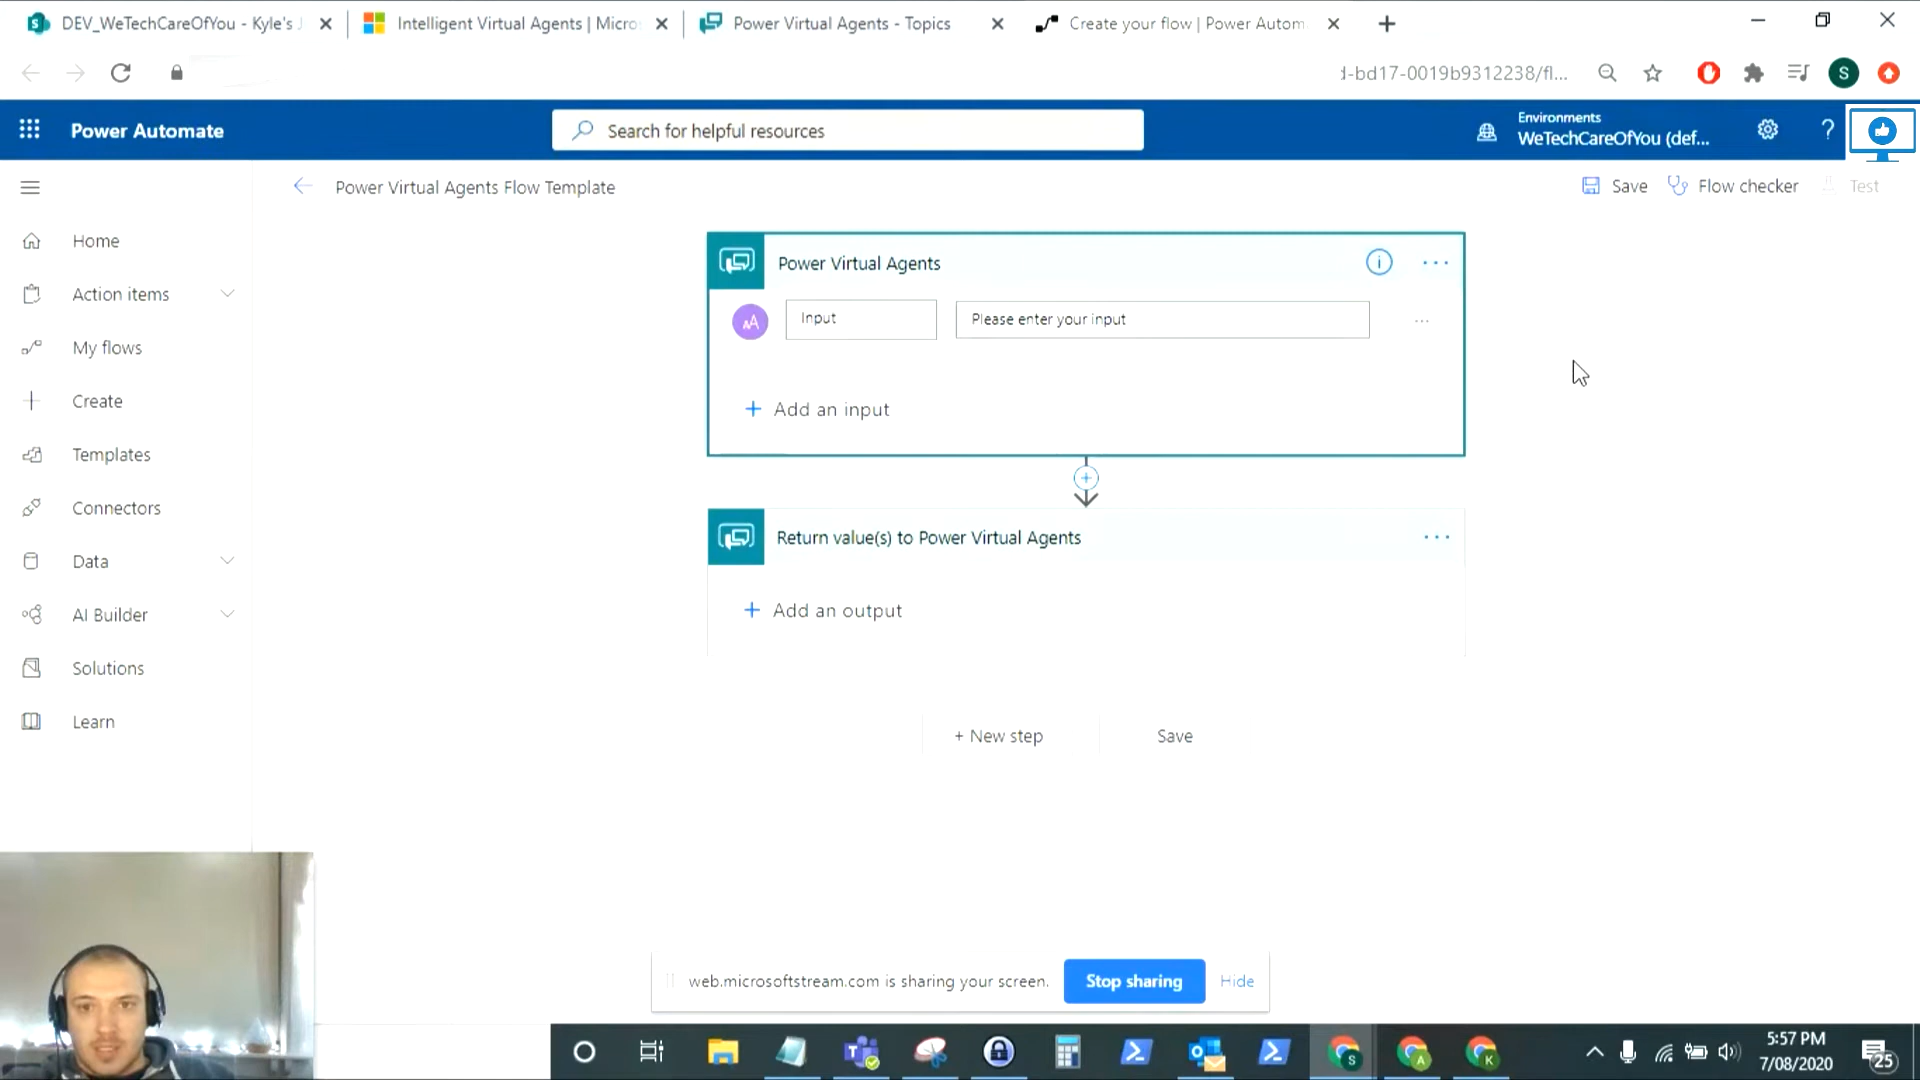 DEV_WeTechCareOfYou - Kyle's J
Intelligent Virtual Agents | Micro
Power Virtual Agents - Topics
Create your flow | Power Autom
d-bd17-0019b9312238/fl...
S
Power Automate
Search for helpful resources
Environments
WeTechCareOfYou (def...
?
Power Virtual Agents Flow Template
Save
Flow checker
Test
Home
Action items
My flows
Create
Templates
Connectors
Data
AI Builder
Solutions
Learn
Power Virtual Agents
AA
Input
Please enter your input
Add an input
Return value(s) to Power Virtual Agents
Add an output
+ New step
Save
web.microsoftstream.com is sharing your screen.
Stop sharing
Hide
5:57 PM
7/08/2020
25